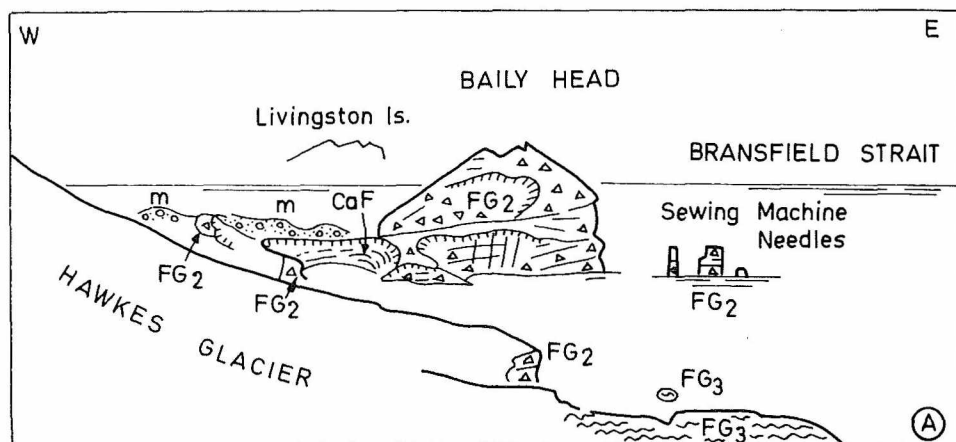 W
E
BAILY HEAD
Livingston Is.
BRANSFIELD STRAIT
m
m
CaF
FG2
Sewing Machine
Needles
FG2
FG2
FG2
HAWKES GLACIER
FG2
FG3
FG3
A